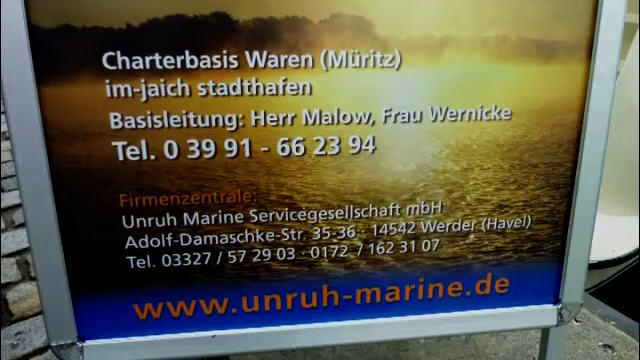 Charterbasis Waren (Müritz)
im-jaich stadthafen
Basisleitung: Herr Malow, Frau Wernicke
Tel. 0 39 91 - 66 23 94
Firmenzentrale:
Unruh Marine Servicegesellschaft mbH
Adolf-Damaschke-Str. 35-36 · 14542 Werder (Havel)
Tel. 03327 / 57 29 03 · 0172 / 162 31 07
www.unruh-marine.de